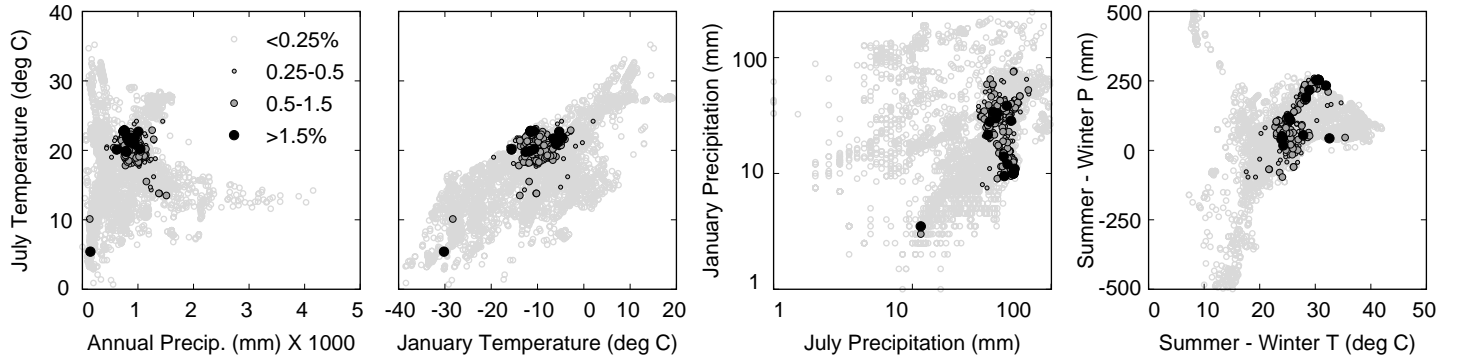 July Temperature (deg C)
40
30
20
10
0
<0.25%
0.25-0.5
0.5-1.5
>1.5%
0 1 2 3 4 5
Annual Precip. (mm) X 1000
-40 -30 -20 -10 0 10 20
January Temperature (deg C)
January Precipitation (mm)
100
10
1
1 10 100
July Precipitation (mm)
Summer - Winter P (mm)
500
250
0
-250
-500
0 10 20 30 40 50
Summer - Winter T (deg C)